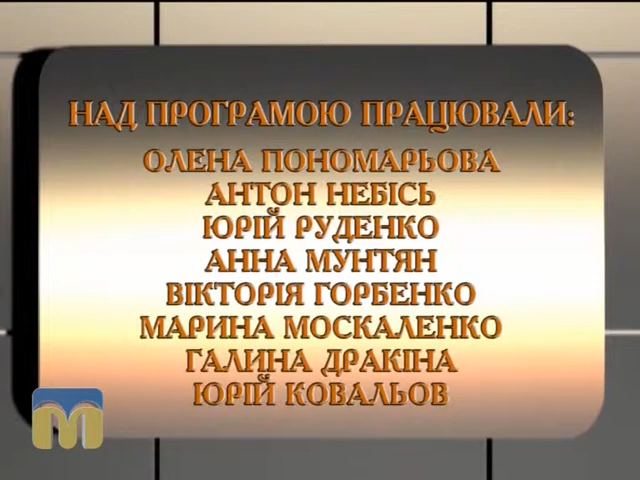 НАД ПРОГРАМОЮ ПРАЦЮВАЛИ:
ОЛЕНА ПОНОМАРЬОВА
АНТОН НЕБІСЬ
ЮРІЙ РУДЕНКО
АННА МУНТЯН
ВІКТОРІЯ ГОРБЕНКО
МАРИНА МОСКАЛЕНКО
ГАЛИНА ДРАКІНА
ЮРІЙ КОВАЛЬОВ
М